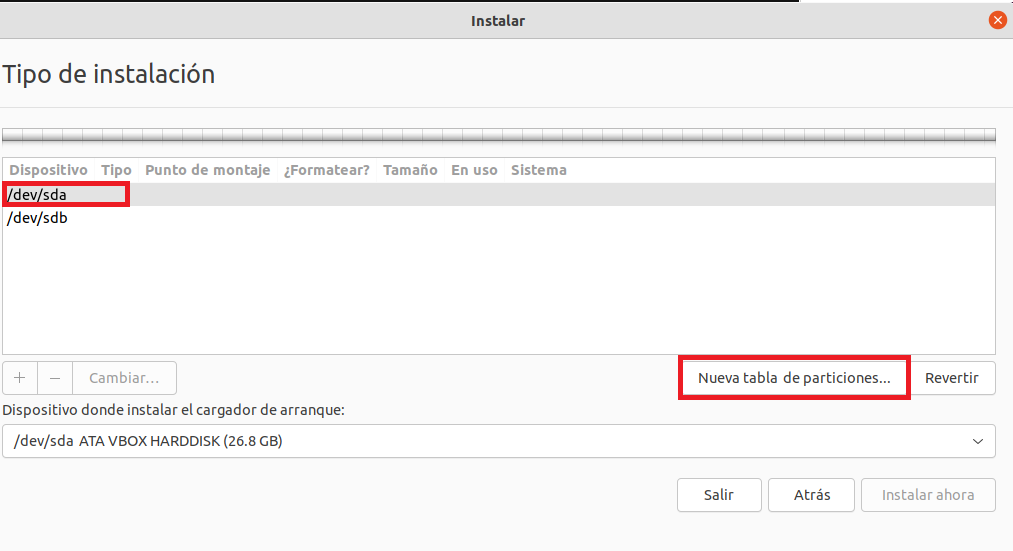 Instalar
Tipo de instalación
Dispositivo Tipo Punto de montaje ¿Formatear? Tamaño En uso Sistema
/dev/sda
/dev/sdb
+ – Cambiar... Nueva tabla de particiones... Revertir
Dispositivo donde instalar el cargador de arranque:
/dev/sda ATA VBOX HARDDISK (26.8 GB)
Salir Atrás Instalar ahora